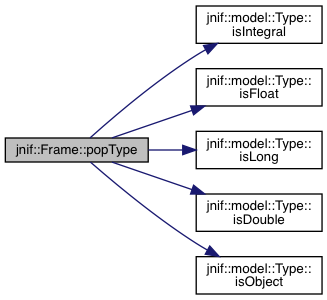 jnif::model::Type::
isIntegral
jnif::model::Type::
isFloat
jnif::Frame::popType
jnif::model::Type::
isLong
jnif::model::Type::
isDouble
jnif::model::Type::
isObject